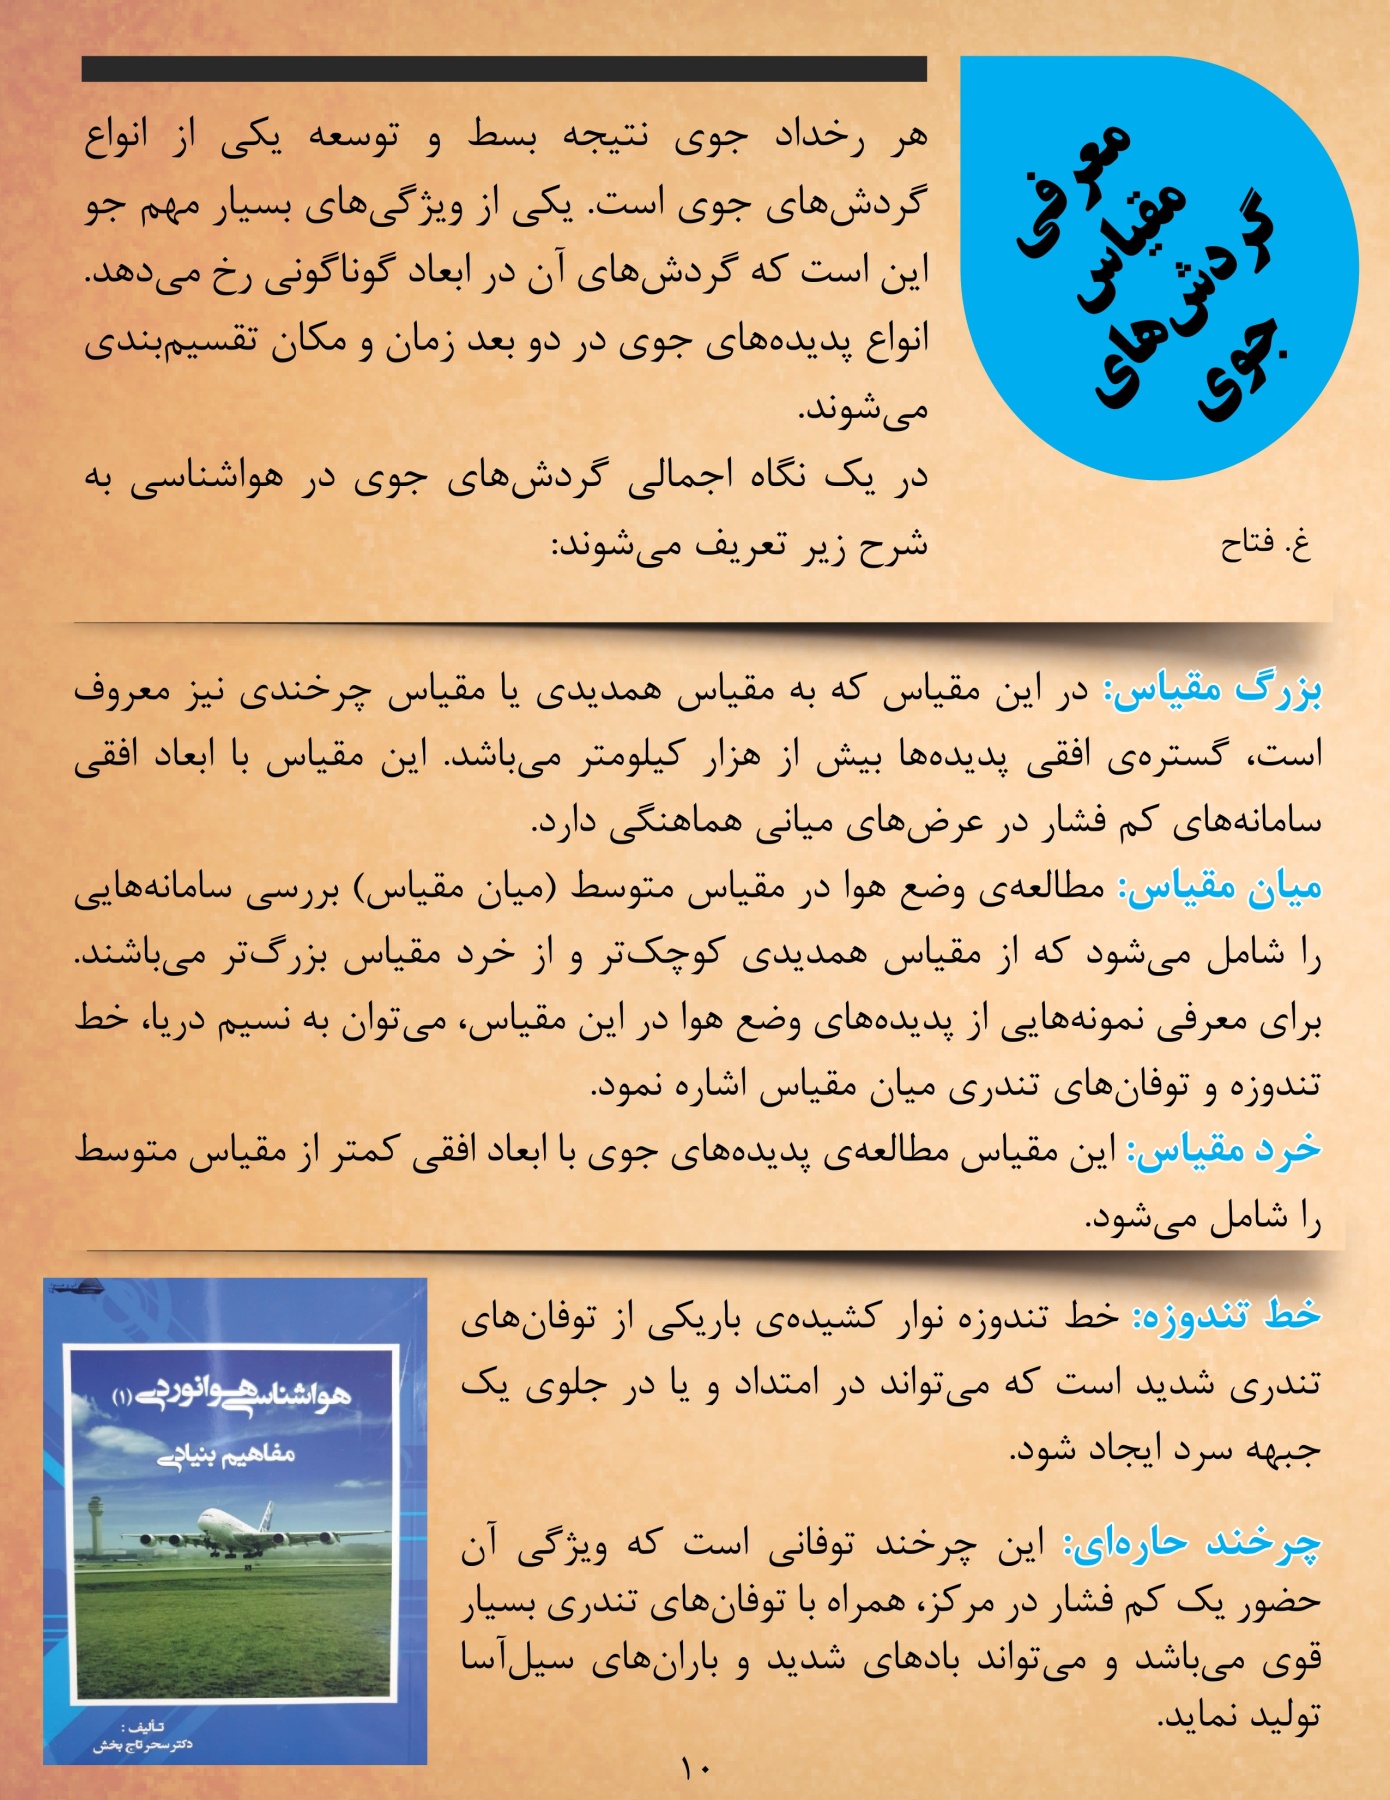 معرفی
مقیاس
گردش‌های
جوی
غ. فتاح
هر رخداد جوی نتیجه بسط و توسعه یکی از انواع
گردش‌های جوی است. یکی از ویژگی‌های بسیار مهم جو
این است که گردش‌های آن در ابعاد گوناگونی رخ می‌دهد.
انواع پدیده‌های جوی در دو بعد زمان و مکان تقسیم‌بندی
می‌شوند.
در یک نگاه اجمالی گردش‌های جوی در هواشناسی به
شرح زیر تعریف می‌شوند:
بزرگ مقیاس: در این مقیاس که به مقیاس همدیدی یا مقیاس چرخندی نیز معروف
است، گستره‌ی افقی پدیده‌ها بیش از هزار کیلومتر می‌باشد. این مقیاس با ابعاد افقی
سامانه‌های کم فشار در عرض‌های میانی هماهنگی دارد.
میان مقیاس: مطالعه‌ی وضع هوا در مقیاس متوسط (میان مقیاس) بررسی سامانه‌هایی
را شامل می‌شود که از مقیاس همدیدی کوچک‌تر و از خرد مقیاس بزرگ‌تر می‌باشند.
برای معرفی نمونه‌هایی از پدیده‌های وضع هوا در این مقیاس، می‌توان به نسیم دریا، خط
تندوزه و توفان‌های تندری میان مقیاس اشاره نمود.
خرد مقیاس: این مقیاس مطالعه‌ی پدیده‌های جوی با ابعاد افقی کمتر از مقیاس متوسط
را شامل می‌شود.
خط تندوزه: خط تندوزه نوار کشیده‌ی باریکی از توفان‌های
تندری شدید است که می‌تواند در امتداد و یا در جلوی یک
جبهه سرد ایجاد شود.
چرخند حاره‌ای: این چرخند توفانی است که ویژگی آن
حضور یک کم فشار در مرکز، همراه با توفان‌های تندری بسیار
قوی می‌باشد و می‌تواند بادهای شدید و باران‌های سیل‌آسا
تولید نماید.
هواشناسی هوانوردی (۱)
مفاهیم بنیادی
تألیف :
دکتر سحر تاج بخش
۱۰